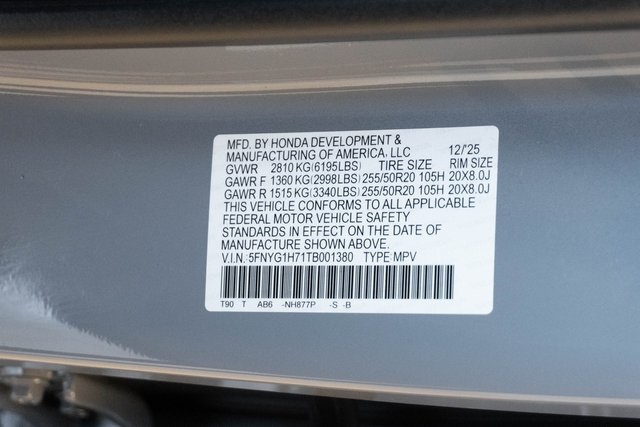 MFD. BY HONDA DEVELOPMENT &
MANUFACTURING OF AMERICA, LLC 12/'25
GVWR 2810 KG(6195LBS) TIRE SIZE RIM SIZE
GAWR F 1360 KG(2998LBS) 255/50R20 105H 20X8.0J
GAWR R 1515 KG(3340LBS) 255/50R20 105H 20X8.0J
THIS VEHICLE CONFORMS TO ALL APPLICABLE
FEDERAL MOTOR VEHICLE SAFETY
STANDARDS IN EFFECT ON THE DATE OF
MANUFACTURE SHOWN ABOVE.
V.I.N.:5FNYG1H71TB001380 TYPE MPV
T90 T AB6 -NH877P -S -B